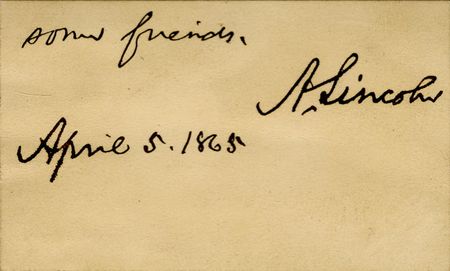 some friends.
A. Lincoln
April 5. 1865